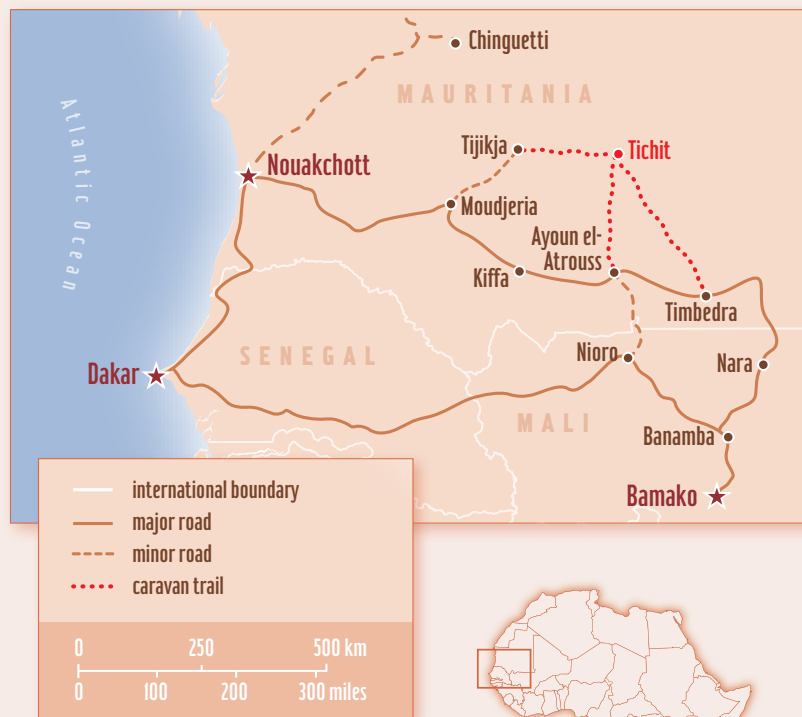 Chinguetti
MAURITANIA
Atlantic Ocean
Tijikja
Tichit
Nouakchott
Moudjeria
Ayoun el-
Atrouss
Kiffa
Timbedra
SENEGAL
Nioro
Nara
Dakar
MALI
Banamba
Bamako
international boundary
major road
minor road
caravan trail
0 250 500 km
0 100 200 300 miles